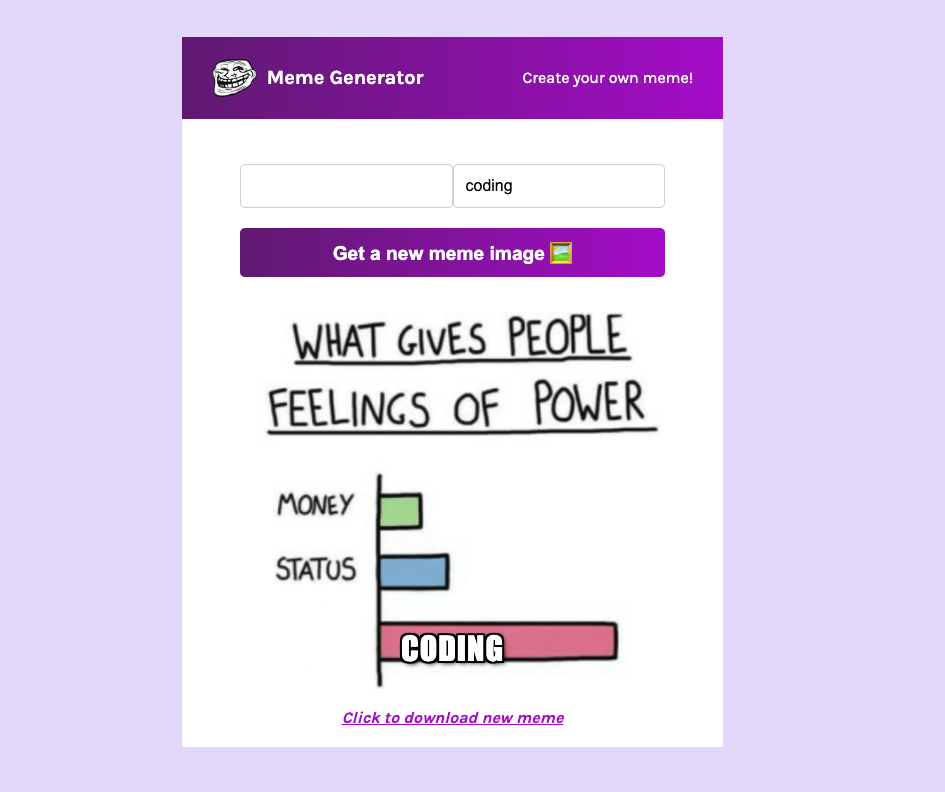 Meme Generator
Create your own meme!
coding
Get a new meme image
WHAT GIVES PEOPLE
FEELINGS OF POWER
MONEY
STATUS
CODING
Click to download new meme